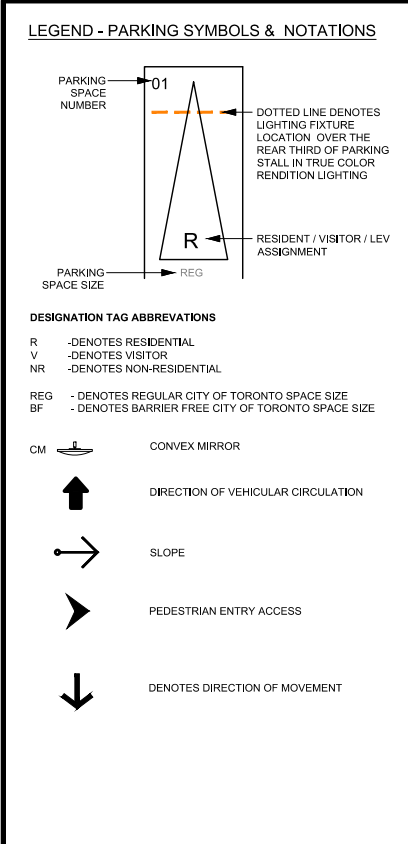 LEGEND - PARKING SYMBOLS & NOTATIONS
PARKING
SPACE
NUMBER
01
DOTTED LINE DENOTES
LIGHTING FIXTURE
LOCATION OVER THE
REAR THIRD OF PARKING
STALL IN TRUE COLOR
RENDITION LIGHTING
R
RESIDENT / VISITOR / LEV
ASSIGNMENT
PARKING
SPACE SIZE
REG
DESIGNATION TAG ABBREVATIONS
R -DENOTES RESIDENTIAL
V -DENOTES VISITOR
NR -DENOTES NON-RESIDENTIAL
REG - DENOTES REGULAR CITY OF TORONTO SPACE SIZE
BF - DENOTES BARRIER FREE CITY OF TORONTO SPACE SIZE
CM CONVEX MIRROR
DIRECTION OF VEHICULAR CIRCULATION
SLOPE
PEDESTRIAN ENTRY ACCESS
DENOTES DIRECTION OF MOVEMENT